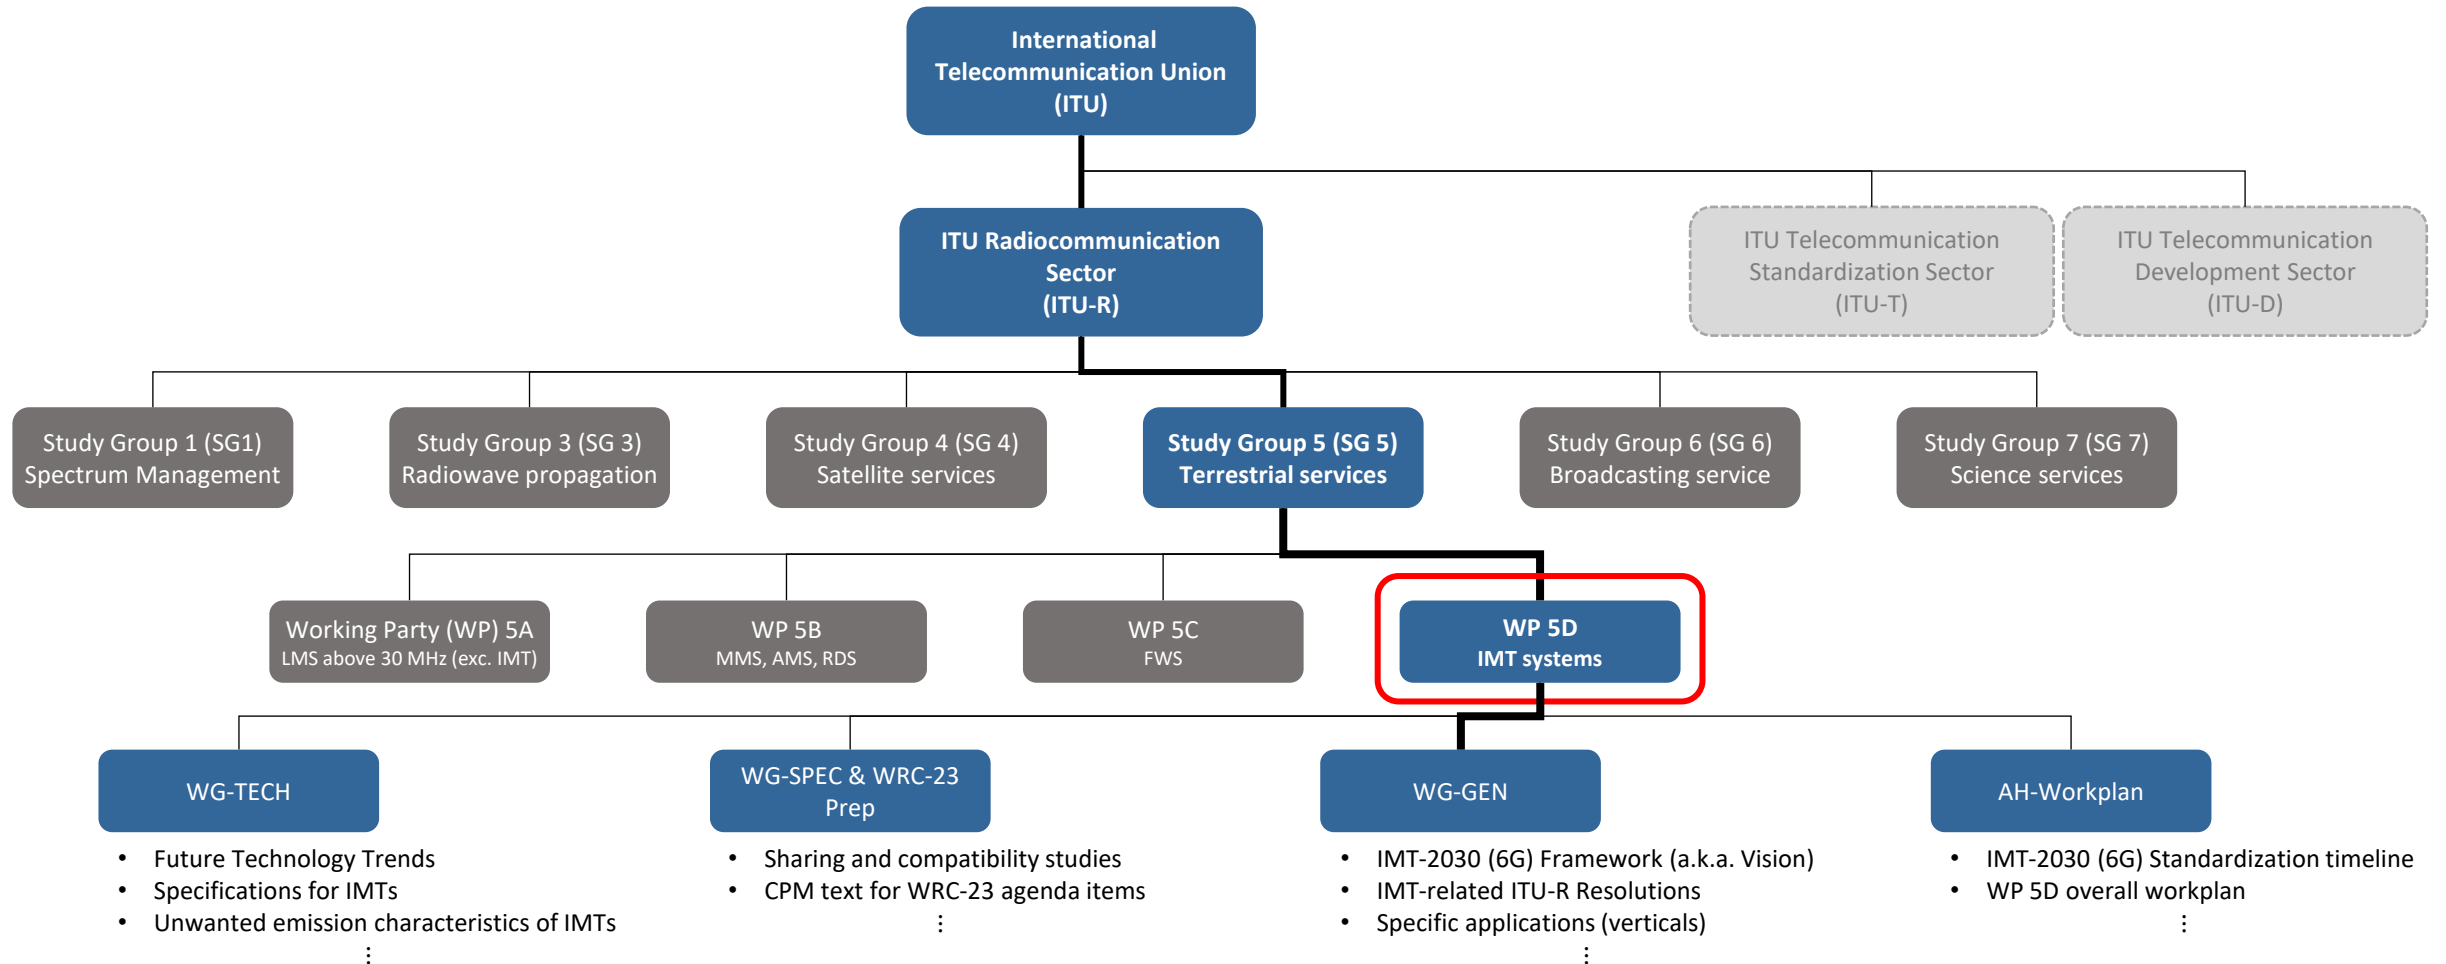 International
Telecommunication Union
(ITU)
ITU Radiocommunication
Sector
(ITU-R)
ITU Telecommunication
Standardization Sector
(ITU-T)
ITU Telecommunication
Development Sector
(ITU-D)
Study Group 1 (SG1)
Spectrum Management
Study Group 3 (SG 3)
Radiowave propagation
Study Group 4 (SG 4)
Satellite services
Study Group 5 (SG 5)
Terrestrial services
Study Group 6 (SG 6)
Broadcasting service
Study Group 7 (SG 7)
Science services
Working Party (WP) 5A
LMS above 30 MHz (exc. IMT)
WP 5B
MMS, AMS, RDS
WP 5C
FWS
WP 5D
IMT systems
WG-TECH
• Future Technology Trends
• Specifications for IMTs
• Unwanted emission characteristics of IMTs
⋮
WG-SPEC & WRC-23
Prep
• Sharing and compatibility studies
• CPM text for WRC-23 agenda items
⋮
WG-GEN
• IMT-2030 (6G) Framework (a.k.a. Vision)
• IMT-related ITU-R Resolutions
• Specific applications (verticals)
⋮
AH-Workplan
• IMT-2030 (6G) Standardization timeline
• WP 5D overall workplan
⋮